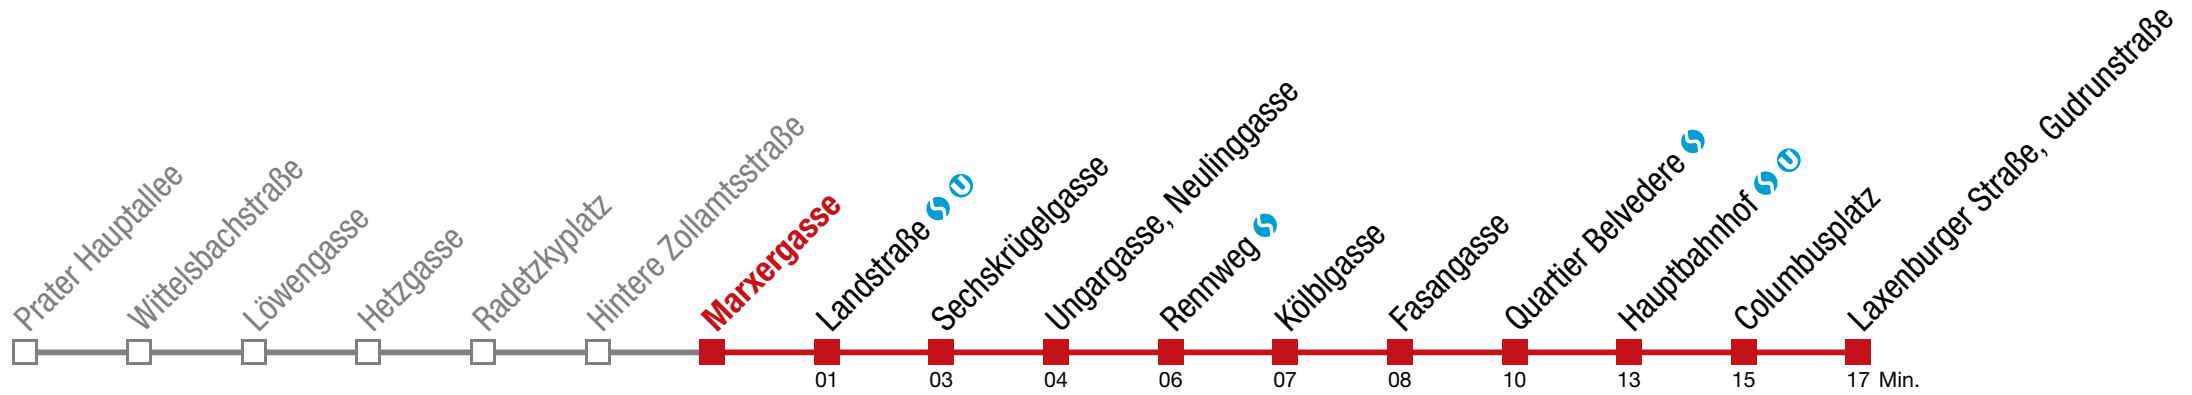 Prater Hauptallee
Wittelsbachstraße
Löwengasse
Hetzgasse
Radetzkyplatz
Hintere Zollamtsstraße
Marxergasse
Landstraße S U
Sechskrügelgasse
Ungargasse, Neulinggasse
Rennweg S
Kölblgasse
Fasangasse
Quartier Belvedere S
Hauptbahnhof S U
Columbusplatz
Laxenburger Straße, Gudrunstraße
01 03 04 06 07 08 10 13 15 17 Min.